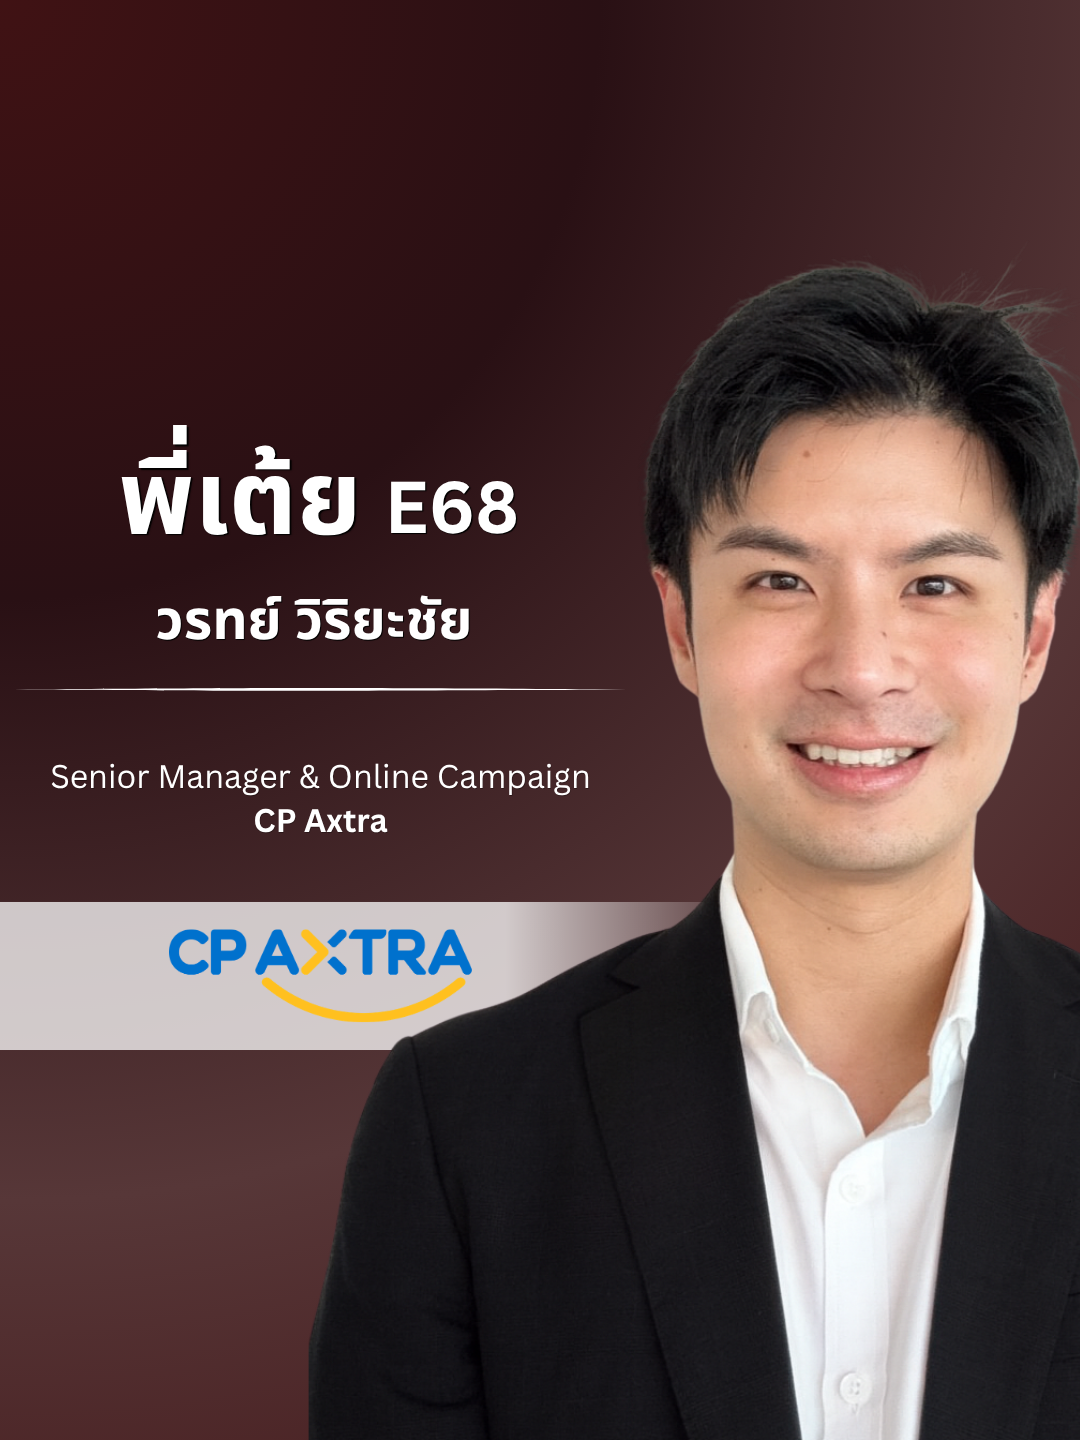 พี่เต้ย E68
วรทย์ วิริยะชัย
Senior Manager & Online Campaign
CP Axtra
CP AXTRA